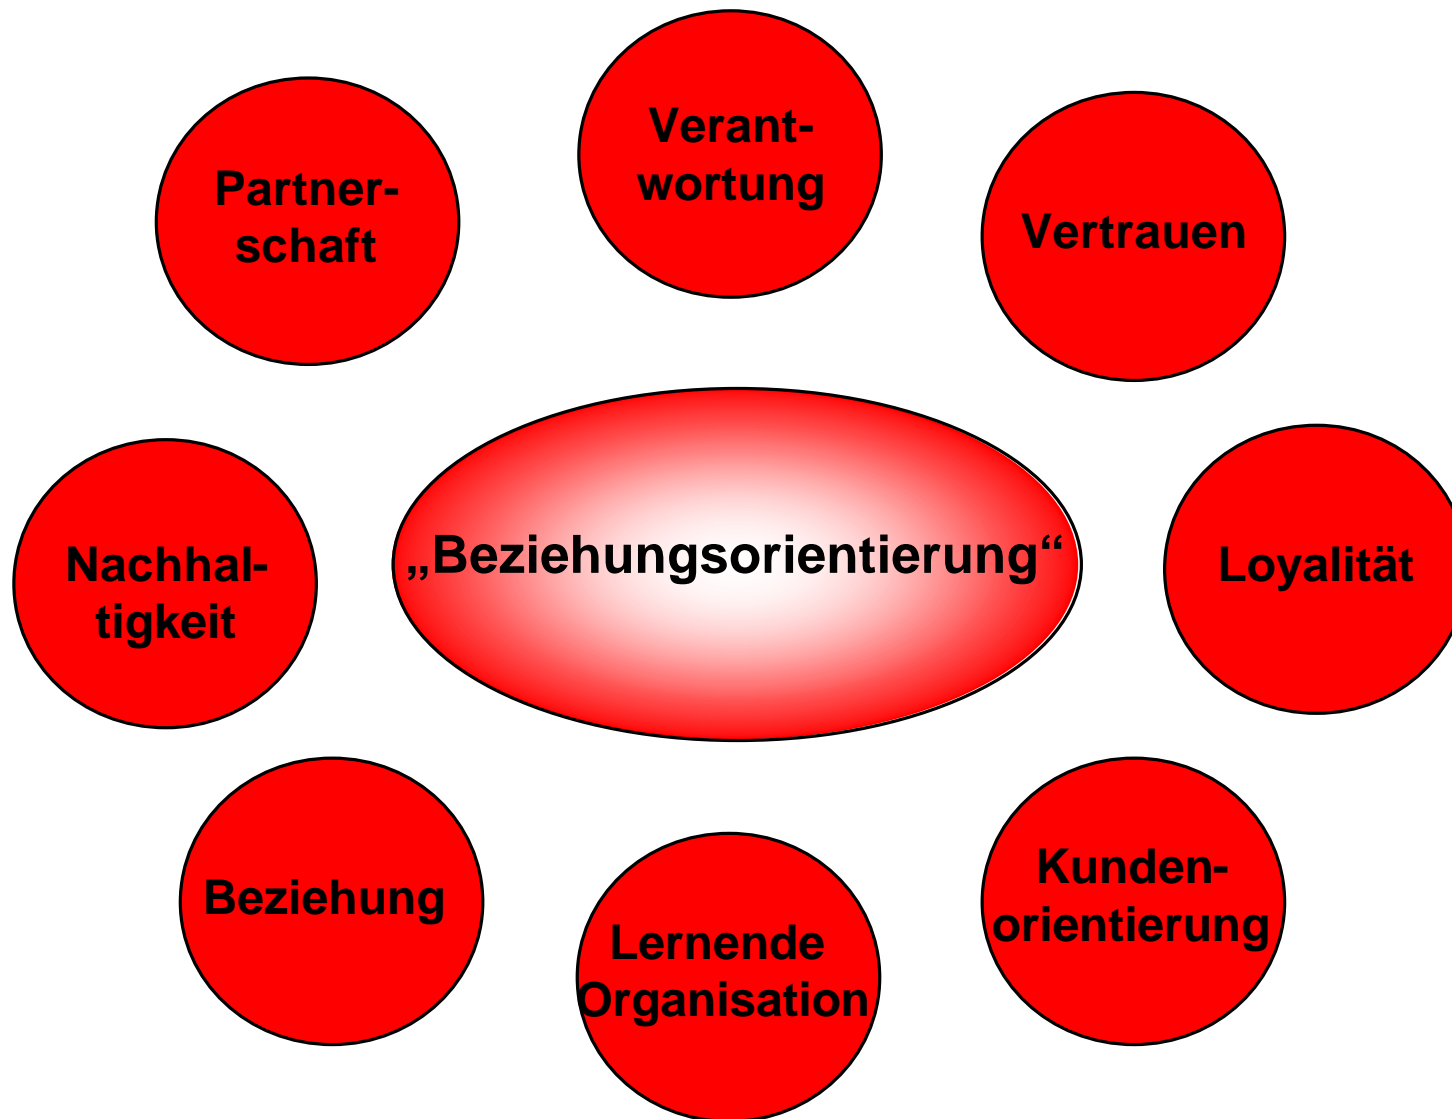 Verant-
wortung
Partner-
schaft
Vertrauen
„Beziehungsorientierung“
Nachhal-
tigkeit
Loyalität
Beziehung
Kunden-
orientierung
Lernende
Organisation